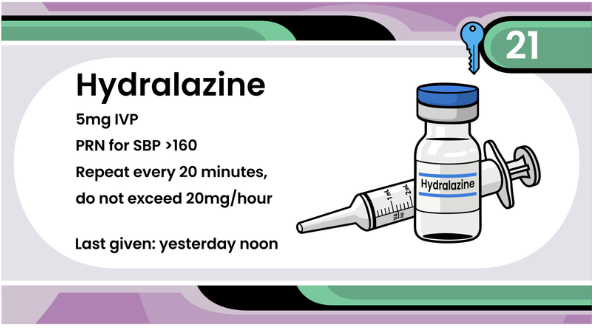 21
Hydralazine
5mg IVP
PRN for SBP >160
Repeat every 20 minutes,
do not exceed 20mg/hour
Last given: yesterday noon
Hydralazine